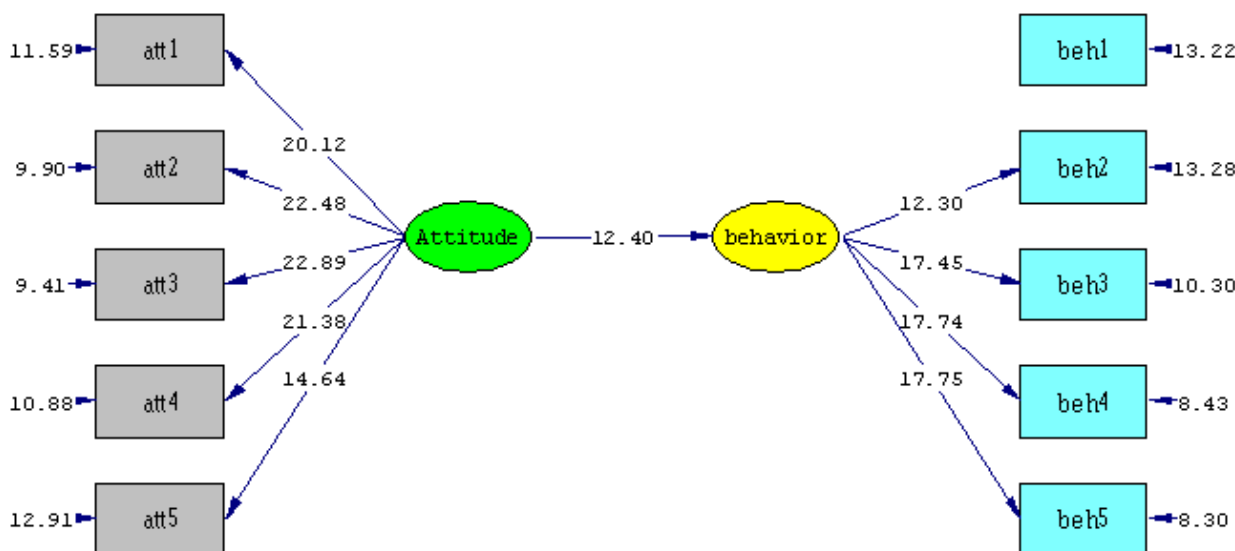 11.59
att1
20.12
9.90
att2
22.48
9.41
att3
22.89
10.88
att4
21.38
12.91
att5
14.64
Attitude
12.40
behavior
beh1
13.22
12.30
beh2
13.28
17.45
beh3
10.30
17.74
beh4
8.43
17.75
beh5
8.30